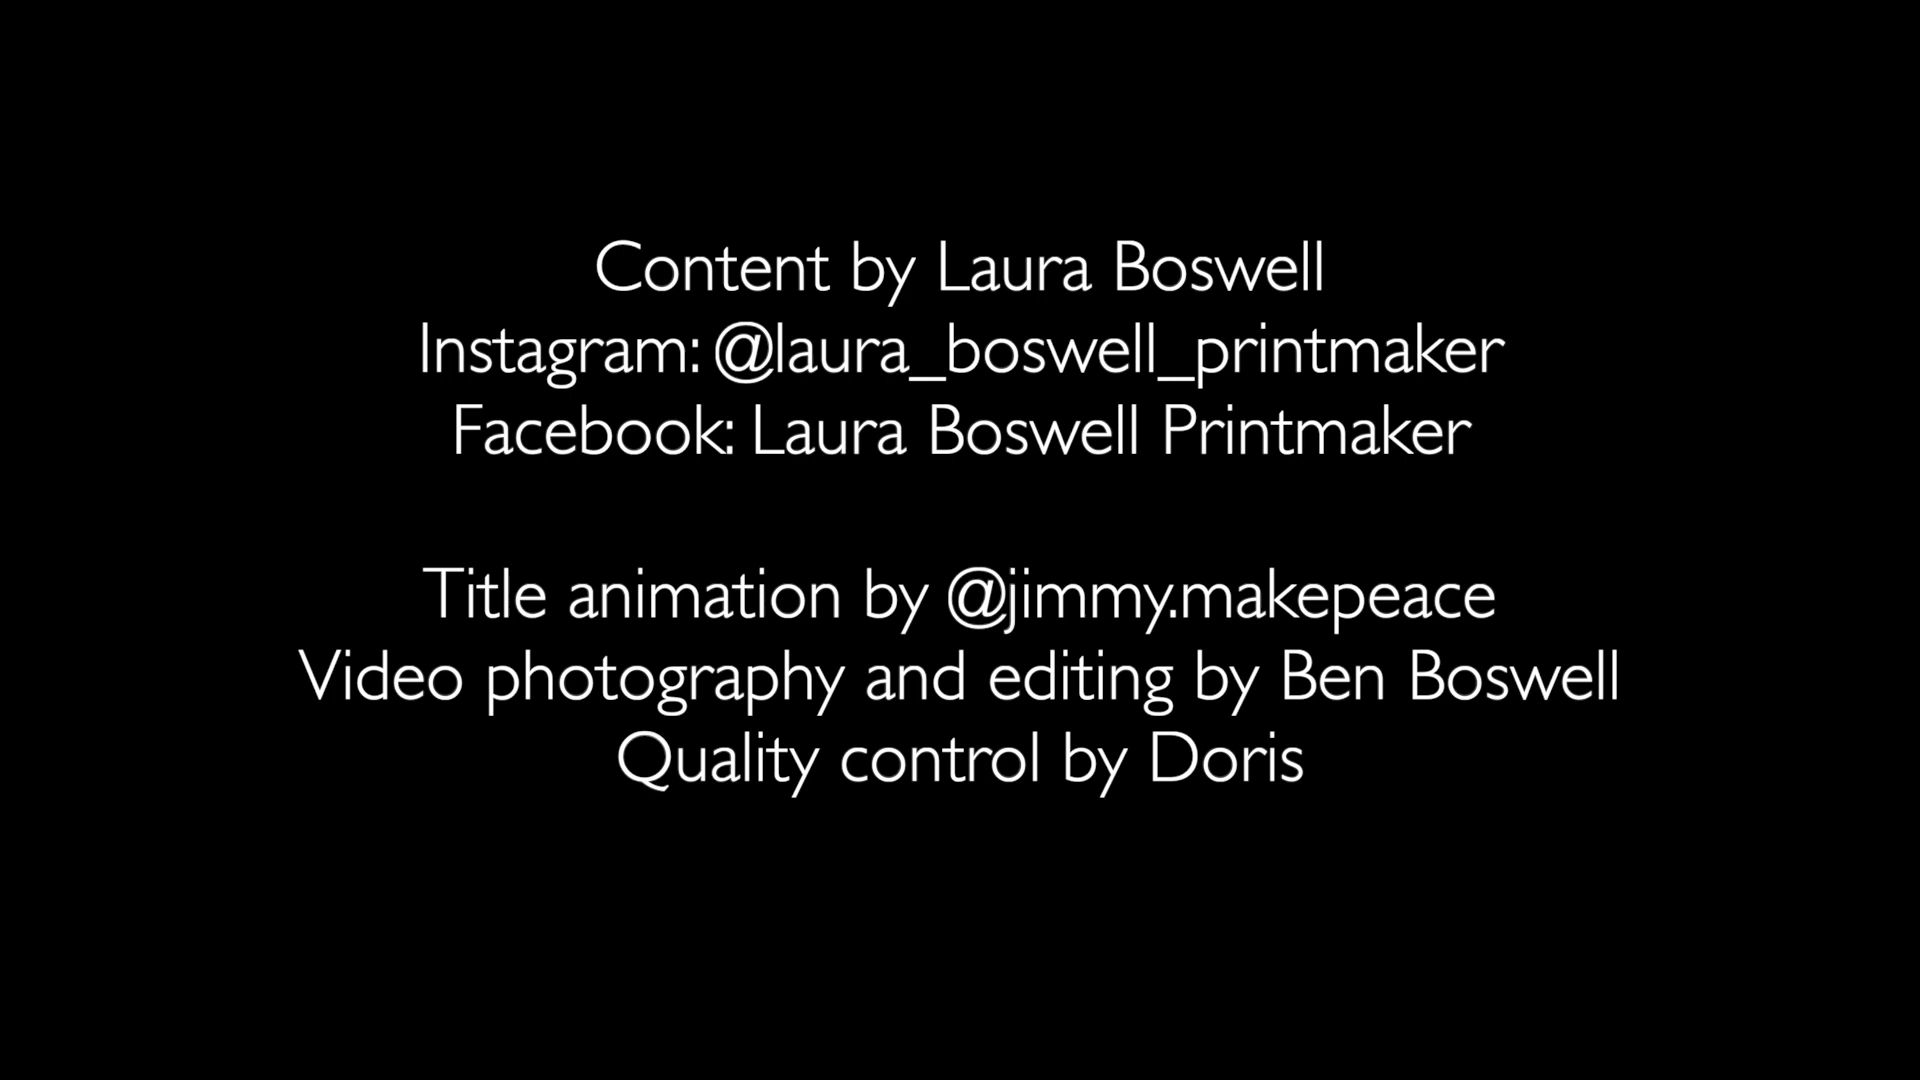 Content by Laura Boswell
Instagram: @laura_boswell_printmaker
Facebook: Laura Boswell Printmaker
Title animation by @jimmy.makepeace
Video photography and editing by Ben Boswell
Quality control by Doris